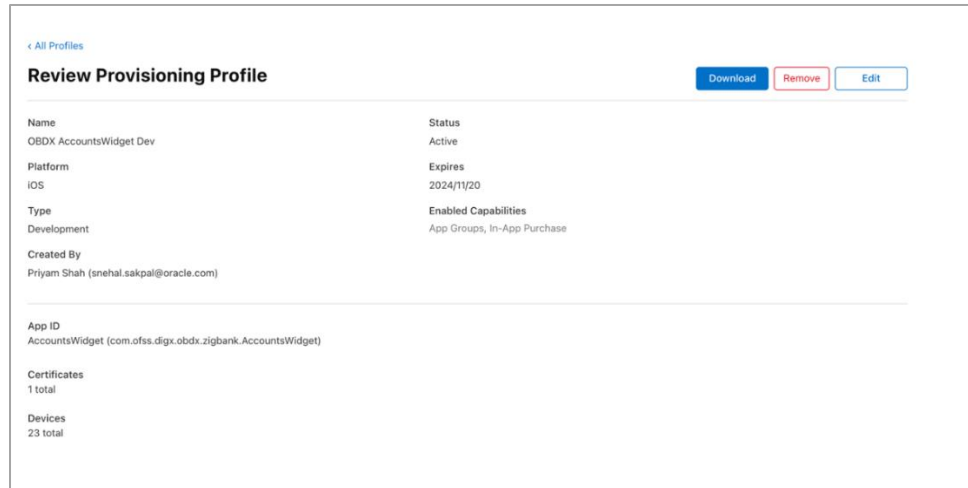 ‹ All Profiles
Review Provisioning Profile
Download
Remove
Edit
Name
OBDX AccountsWidget Dev
Status
Active
Platform
iOS
Expires
2024/11/20
Type
Development
Enabled Capabilities
App Groups, In-App Purchase
Created By
Priyam Shah (snehal.sakpal@oracle.com)
App ID
AccountsWidget (com.ofss.digx.obdx.zigbank.AccountsWidget)
Certificates
1 total
Devices
23 total